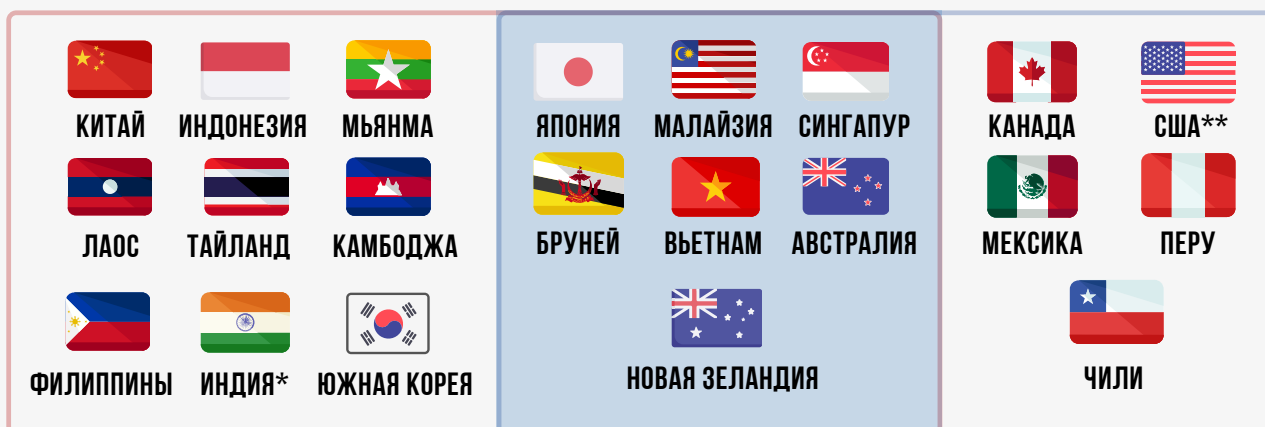 КИТАЙ ИНДОНЕЗИЯ МЬЯНМА ЯПОНИЯ МАЛАЙЗИЯ СИНГАПУР КАНАДА США**
ЛАОС ТАЙЛАНД КАМБОДЖА БРУНЕЙ ВЬЕТНАМ АВСТРАЛИЯ МЕКСИКА ПЕРУ
ФИЛИППИНЫ ИНДИЯ* ЮЖНАЯ КОРЕЯ НОВАЯ ЗЕЛАНДИЯ ЧИЛИ